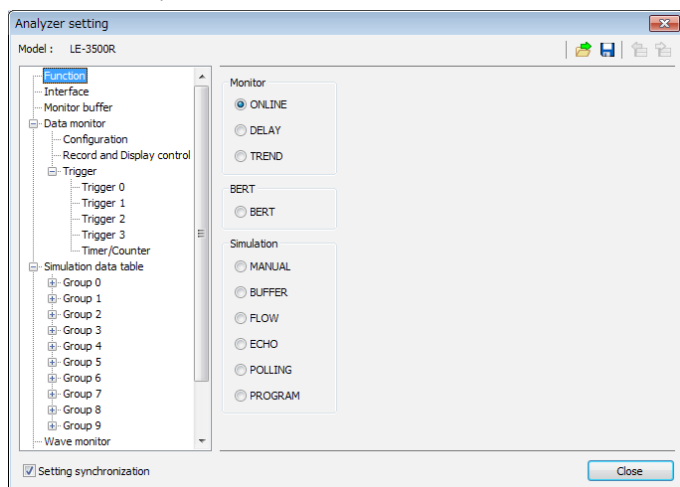 Analyzer setting
Model : LE-3500R
Function
Interface
Monitor buffer
Data monitor
Configuration
Record and Display control
Trigger
Trigger 0
Trigger 1
Trigger 2
Trigger 3
Timer/Counter
Simulation data table
Group 0
Group 1
Group 2
Group 3
Group 4
Group 5
Group 6
Group 7
Group 8
Group 9
Wave monitor
Monitor
ONLINE
DELAY
TREND
BERT
BERT
Simulation
MANUAL
BUFFER
FLOW
ECHO
POLLING
PROGRAM
Setting synchronization
Close